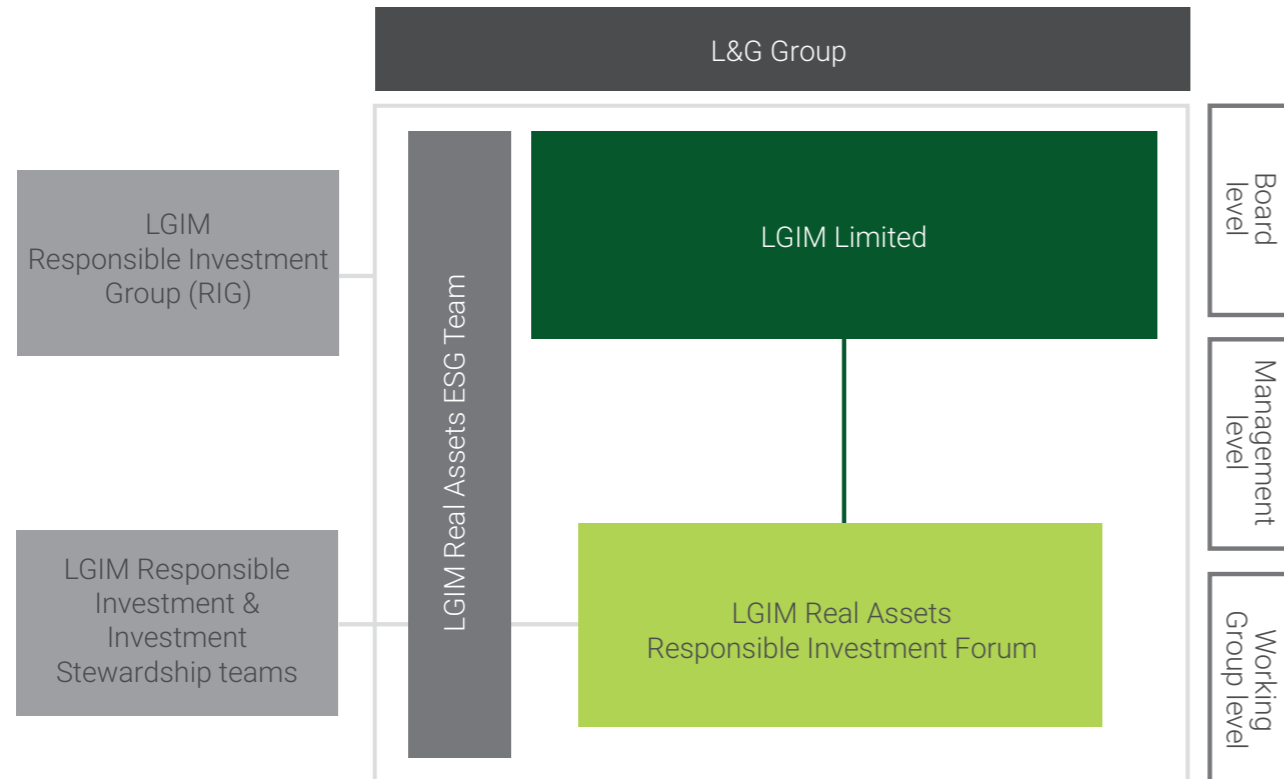 L&G Group
LGIM
Responsible Investment
Group (RIG)
LGIM Real Assets ESG Team
LGIM Limited
Board
level
Management
level
LGIM Responsible
Investment &
Investment
Stewardship teams
LGIM Real Assets
Responsible Investment Forum
Working
Group level